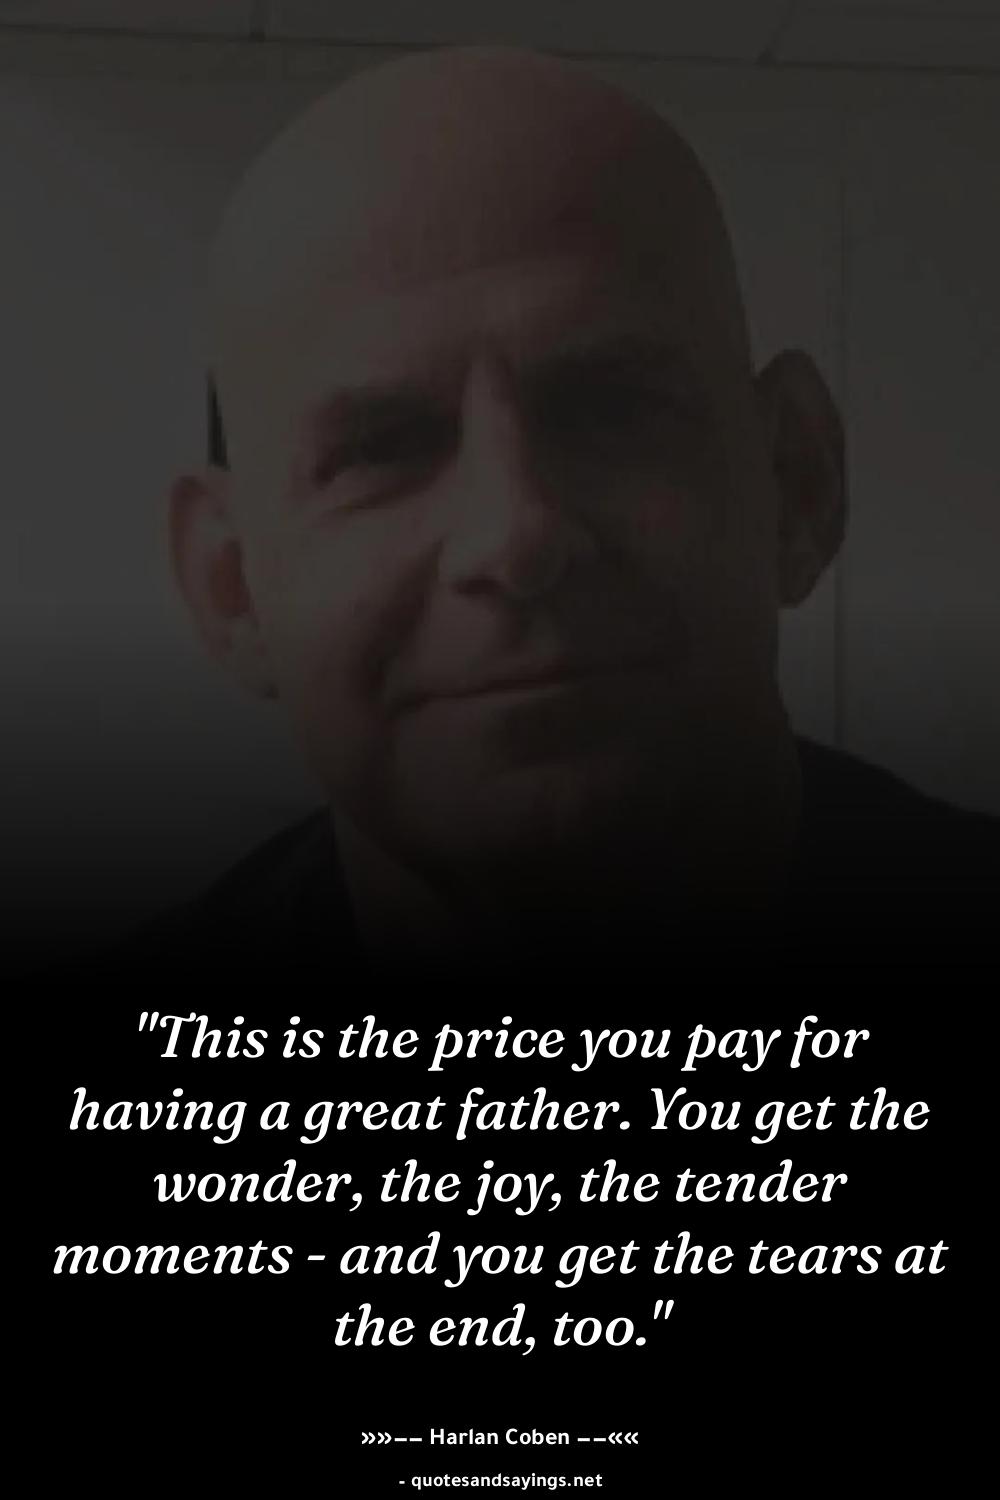 "This is the price you pay for
having a great father. You get the
wonder, the joy, the tender
moments - and you get the tears at
the end, too."
»»−− Harlan Coben −−««
- quotesandsayings.net